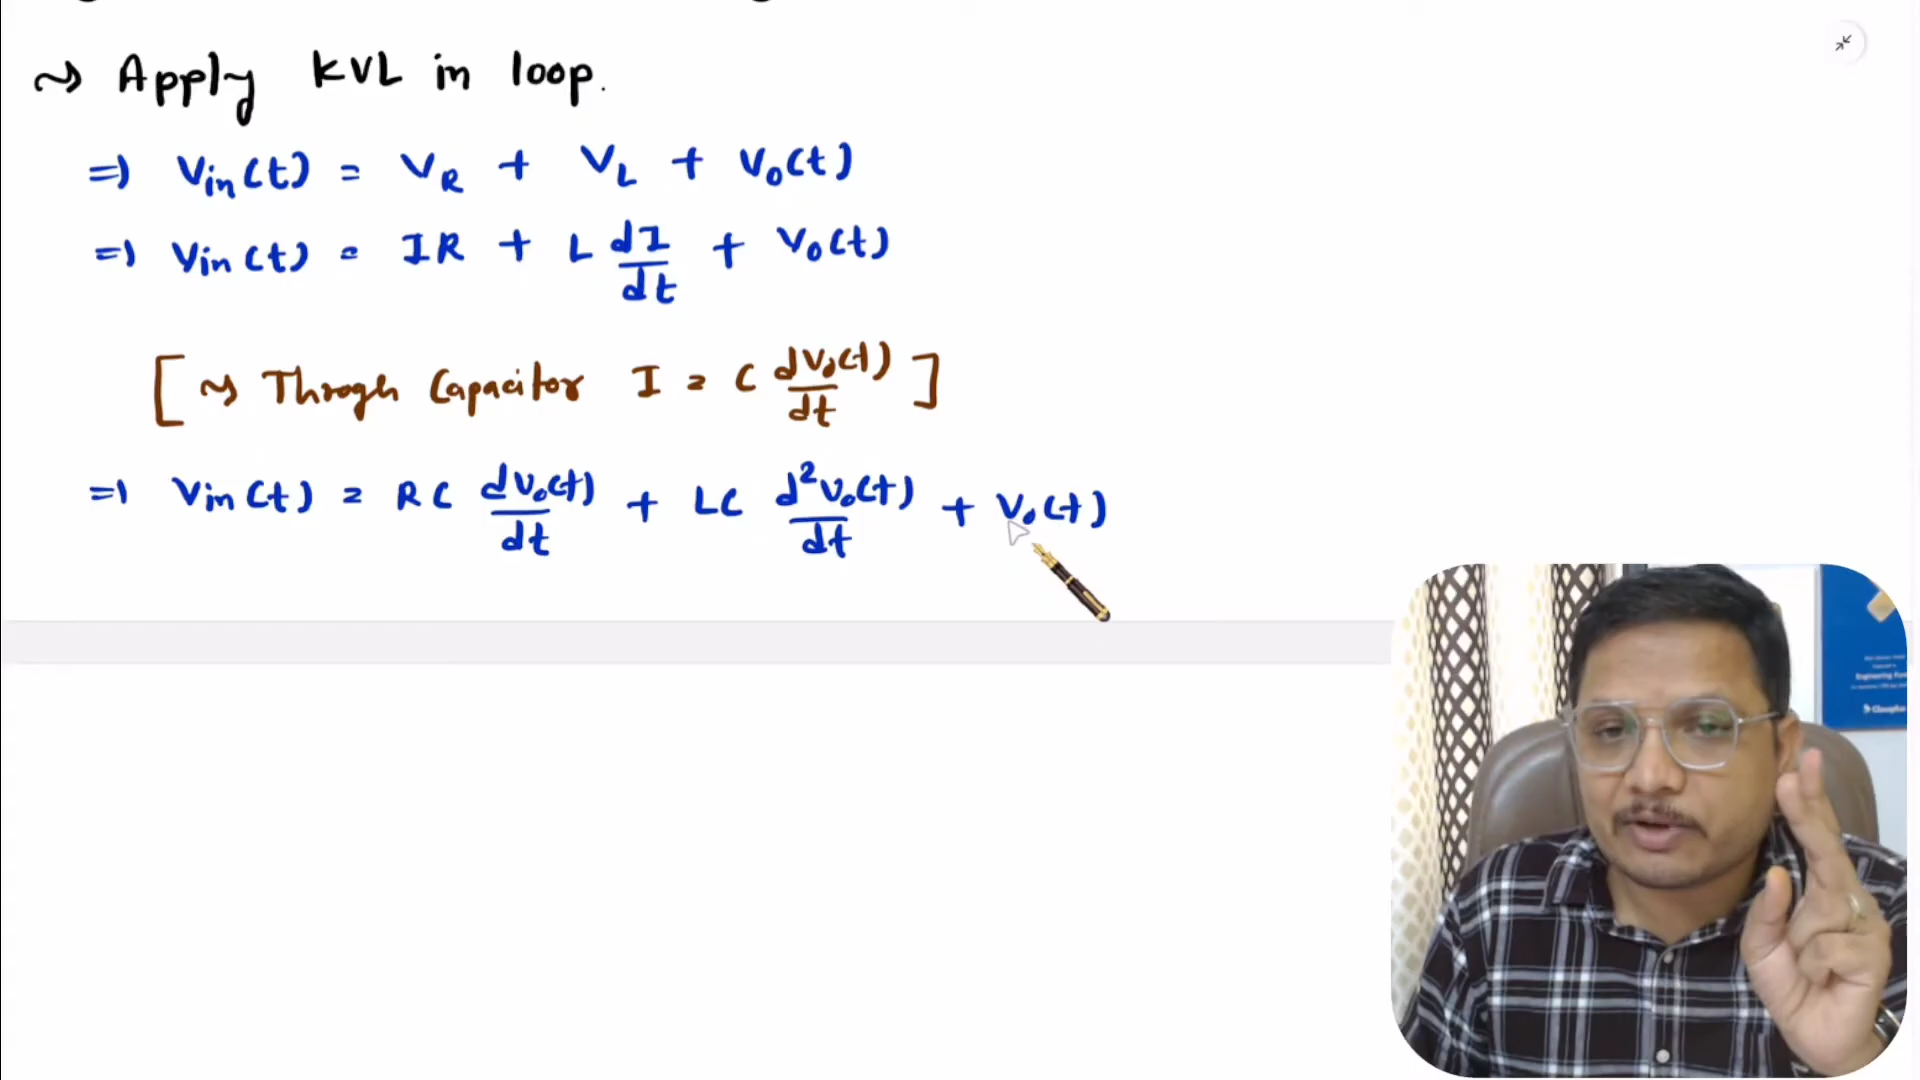 ~> Apply KVL in loop.
=> Vin(t) = VR + VL + Vo(t)
=> Vin(t) = IR + L dI/dt + Vo(t)
[ ~> Throgh Capacitor I = C dVo(t)/dt ]
=> Vin(t) = RC dVo(t)/dt + LC d²Vo(t)/dt + Vo(t)